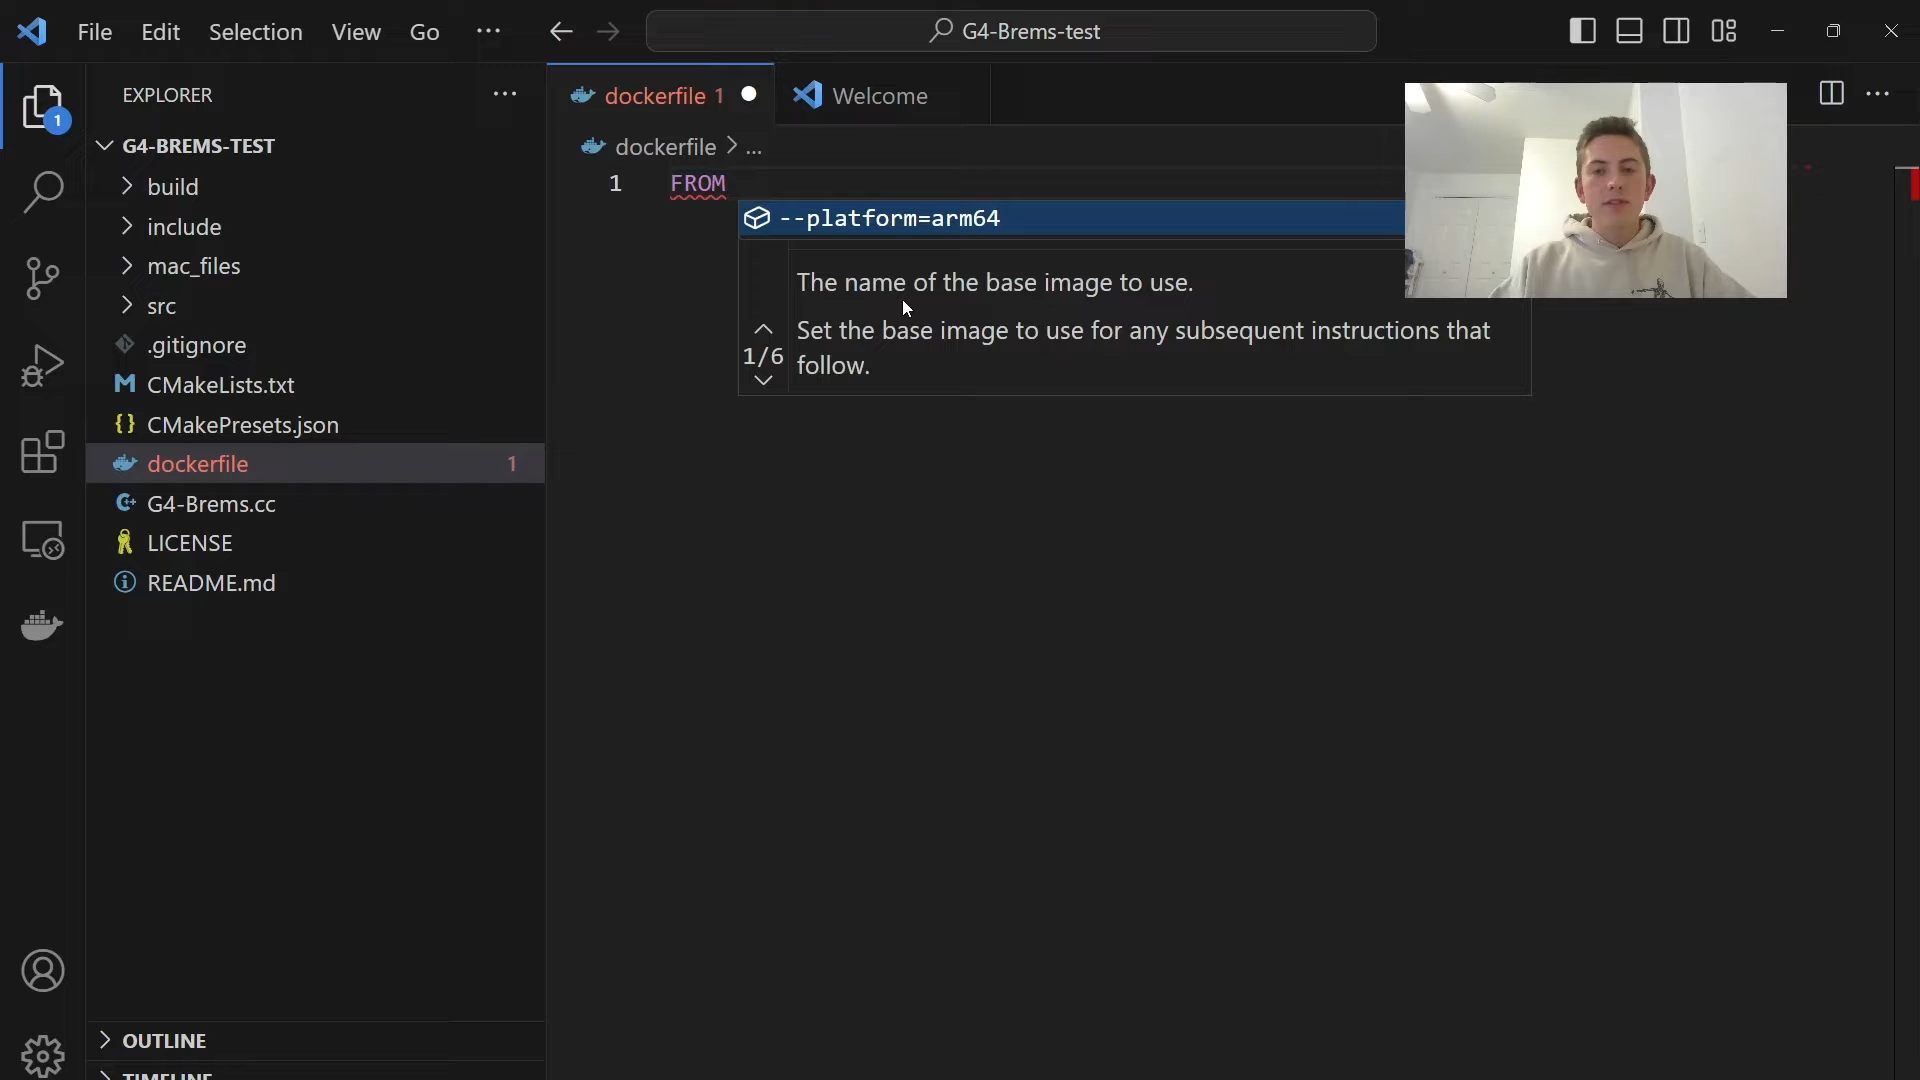 File Edit Selection View Go ··· G4-Brems-test
EXPLORER
1
G4-BREMS-TEST
build
include
mac_files
src
.gitignore
M CMakeLists.txt
{} CMakePresets.json
dockerfile 1
G4-Brems.cc
LICENSE
README.md
OUTLINE
TIMELINE
dockerfile 1 Welcome
dockerfile > ...
1 FROM
--platform=arm64
The name of the base image to use.
Set the base image to use for any subsequent instructions that
1/6 follow.